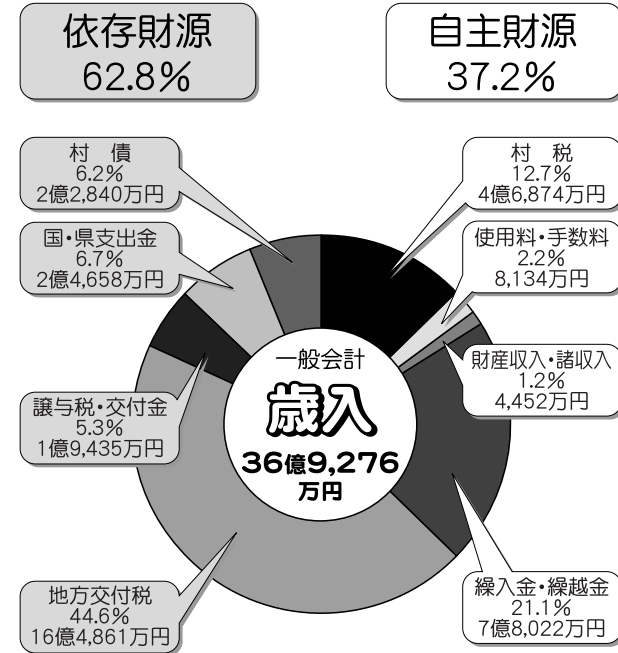 依存財源
62.8%
自主財源
37.2%
村 債
6.2%
2億2,840万円
国・県支出金
6.7%
2億4,658万円
譲与税・交付金
5.3%
1億9,435万円
地方交付税
44.6%
16億4,861万円
村 税
12.7%
4億6,874万円
使用料・手数料
2.2%
8,134万円
財産収入・諸収入
1.2%
4,452万円
繰入金・繰越金
21.1%
7億8,022万円
一般会計
歳入
36億9,276
万円